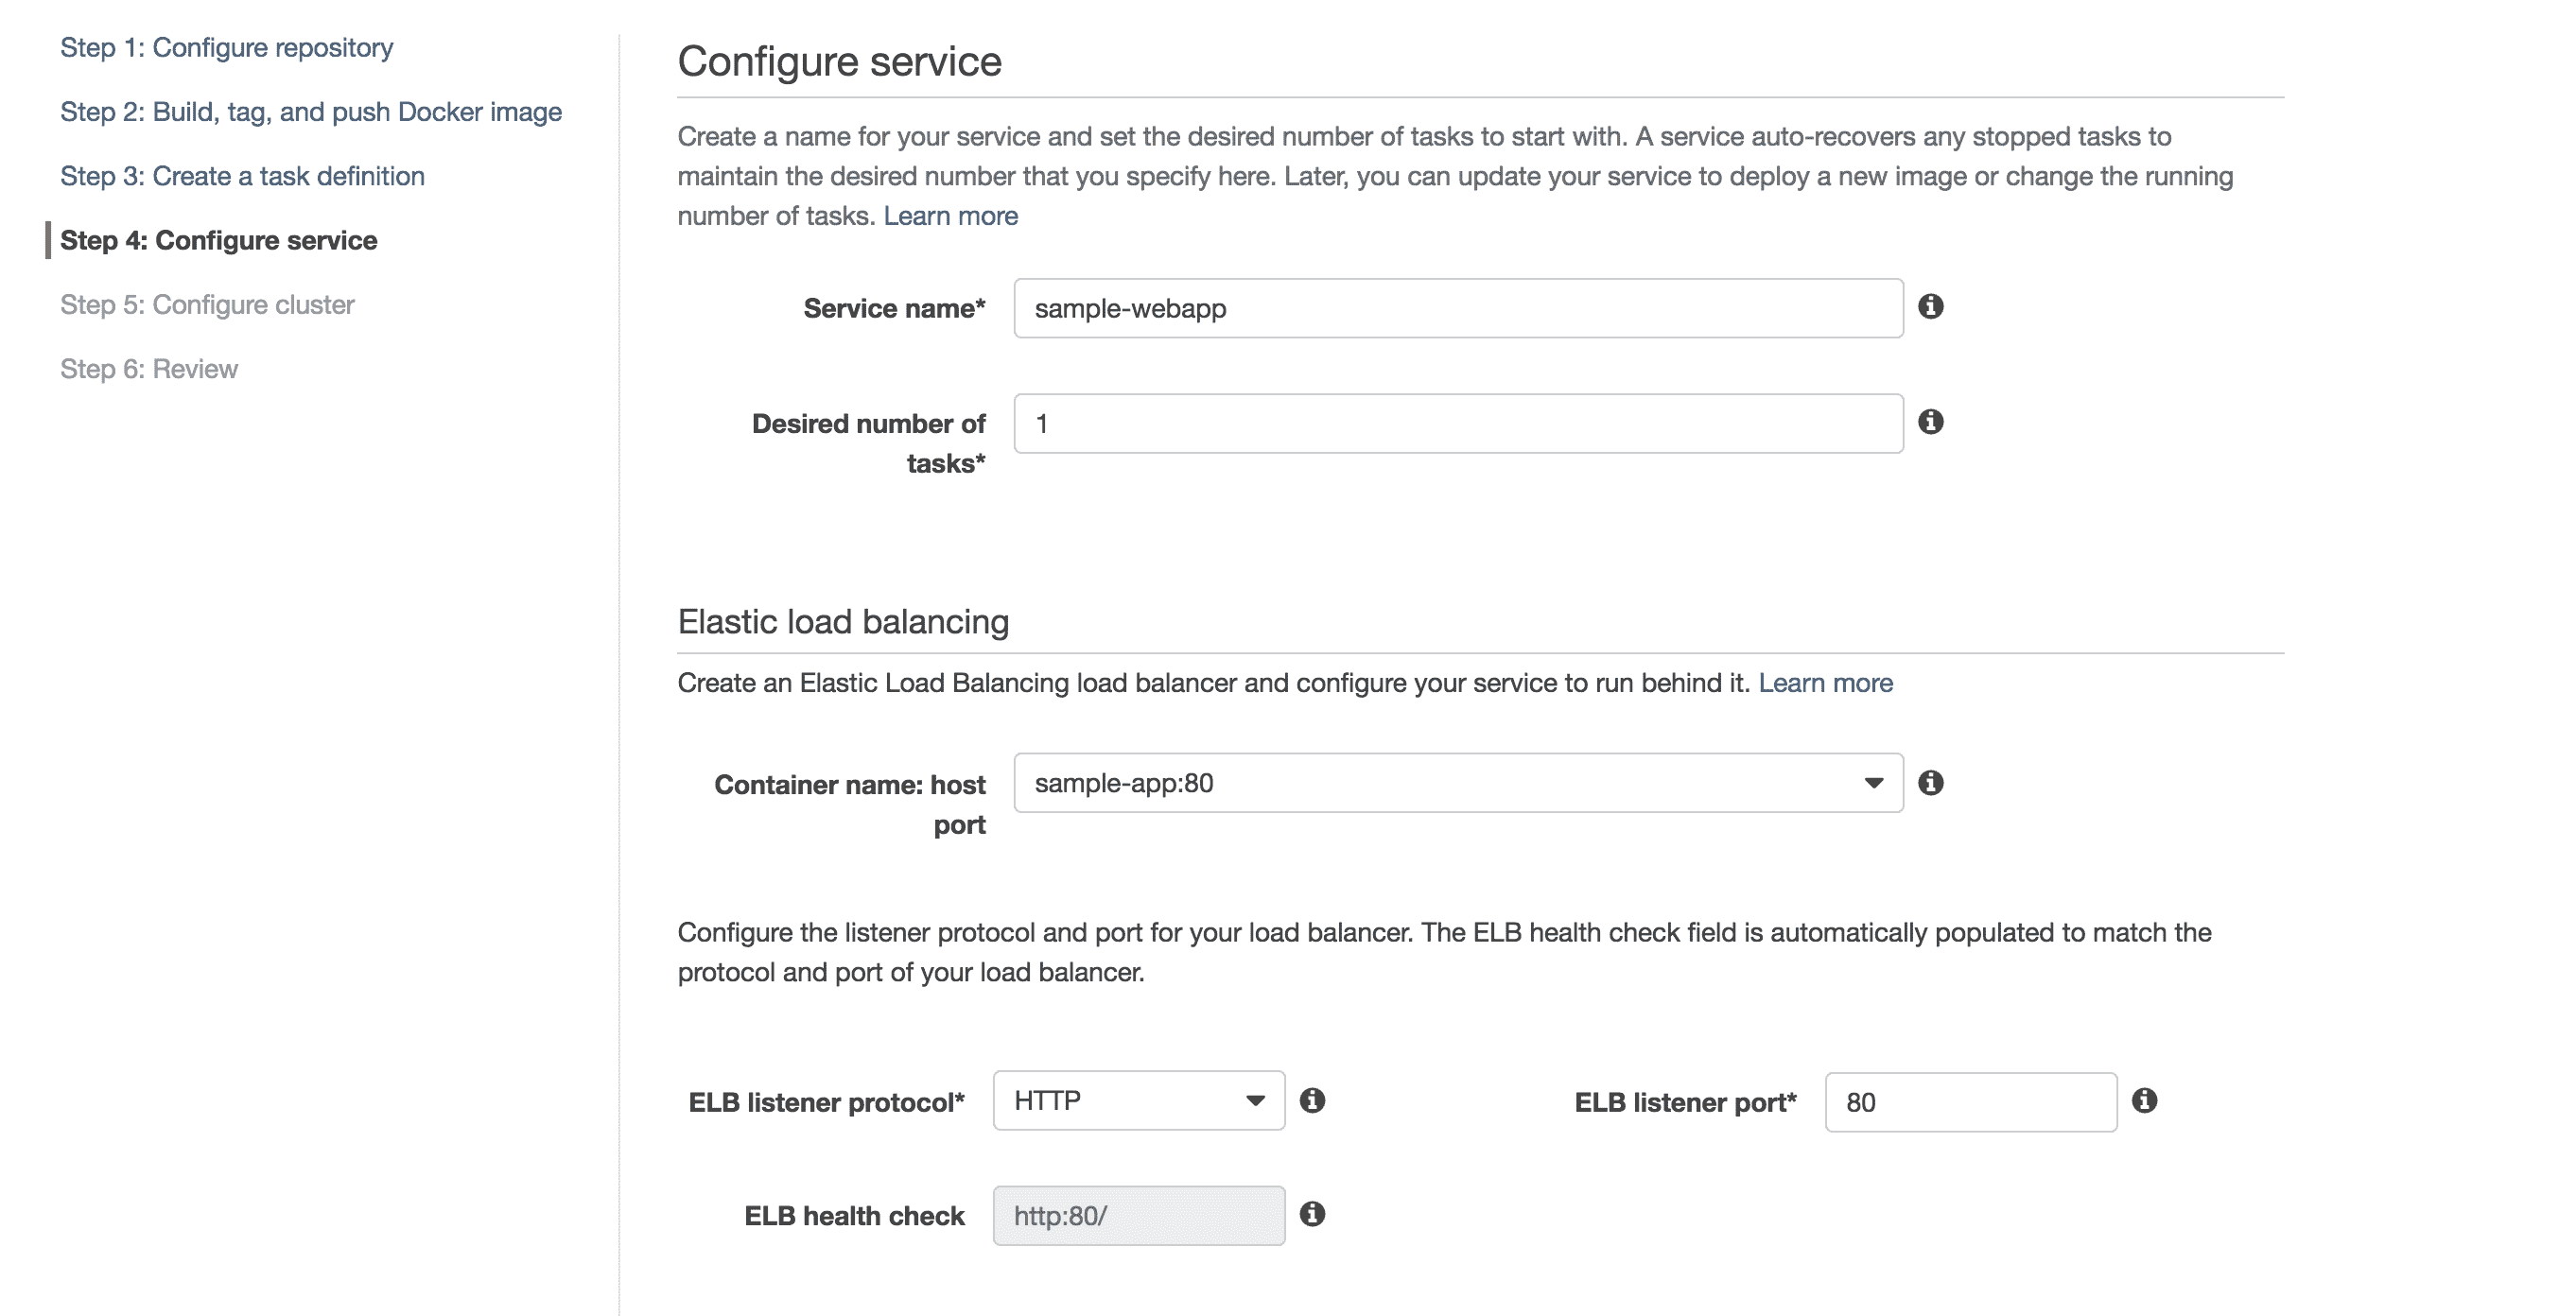 Step 1: Configure repository
Step 2: Build, tag, and push Docker image
Step 3: Create a task definition
Step 4: Configure service
Step 5: Configure cluster
Step 6: Review
Configure service
Create a name for your service and set the desired number of tasks to start with. A service auto-recovers any stopped tasks to
maintain the desired number that you specify here. Later, you can update your service to deploy a new image or change the running
number of tasks. Learn more
Service name* sample-webapp
Desired number of
tasks* 1
Elastic load balancing
Create an Elastic Load Balancing load balancer and configure your service to run behind it. Learn more
Container name: host
port sample-app:80
Configure the listener protocol and port for your load balancer. The ELB health check field is automatically populated to match the
protocol and port of your load balancer.
ELB listener protocol* HTTP ELB listener port* 80
ELB health check http:80/